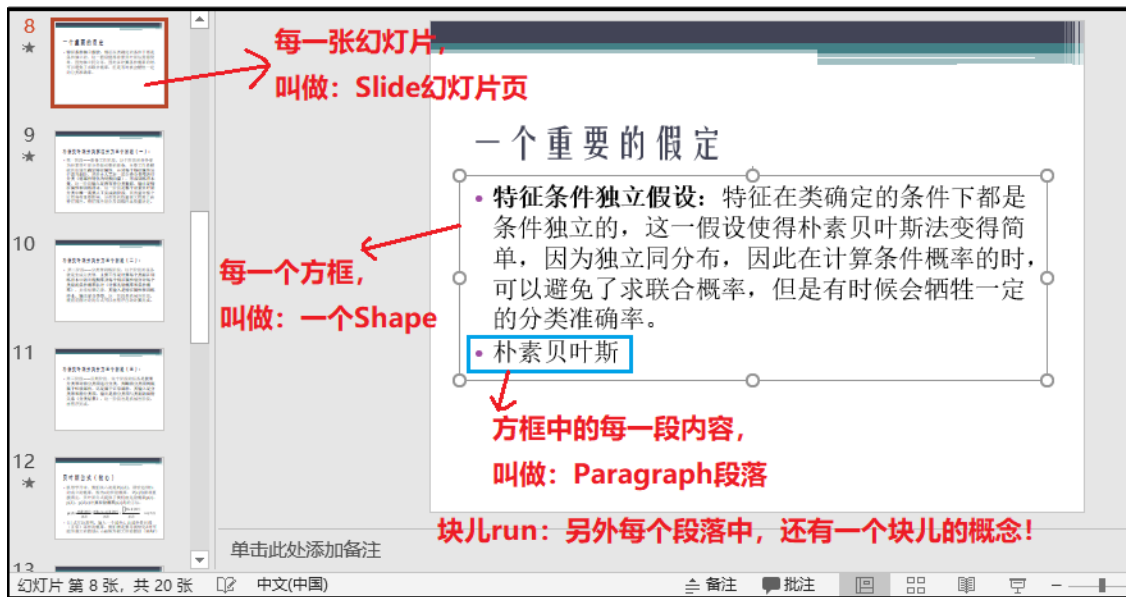 8
每一张幻灯片，
叫做：Slide幻灯片页
9
10
11
12
13
一个重要的假定
• 特征条件独立假设：特征在类确定的条件下都是
条件独立的，这一假设使得朴素贝叶斯法变得简
单，因为独立同分布，因此在计算条件概率的时，
可以避免了求联合概率，但是有时候会牺牲一定
的分类准确率。
• 朴素贝叶斯
每一个方框，
叫做：一个Shape
方框中的每一段内容，
叫做：Paragraph段落
块儿run：另外每个段落中，还有一个块儿的概念！
单击此处添加备注
幻灯片 第 8 张，共 20 张 中文(中国) 备注 批注